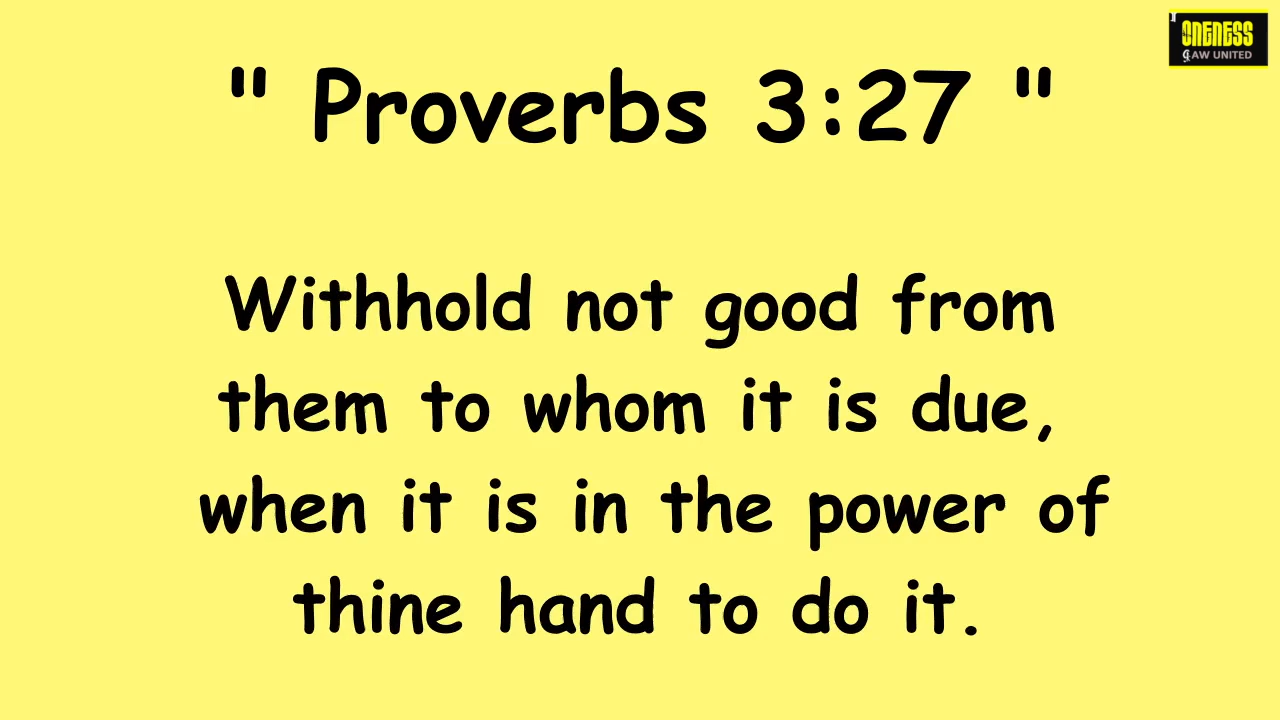 ONENESS
LAW UNITED
" Proverbs 3:27 "
Withhold not good from
them to whom it is due,
when it is in the power of
thine hand to do it.